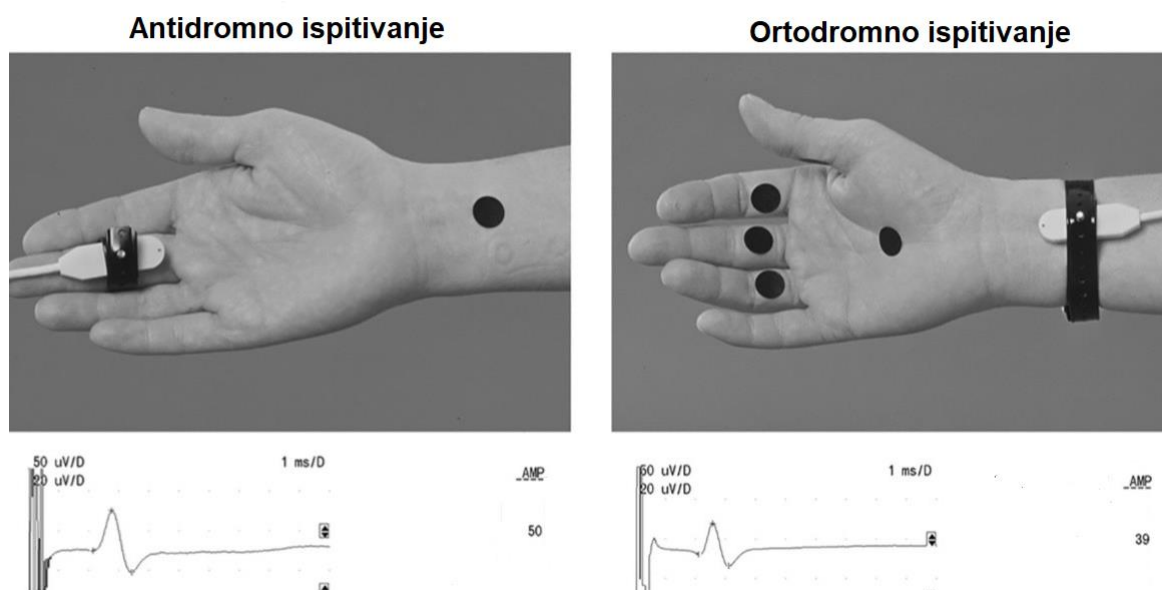 Antidromno ispitivanje
Ortodromno ispitivanje
50 uV/D
20 uV/D
1 ms/D
AMP
50
50 uV/D
20 uV/D
1 ms/D
AMP
39